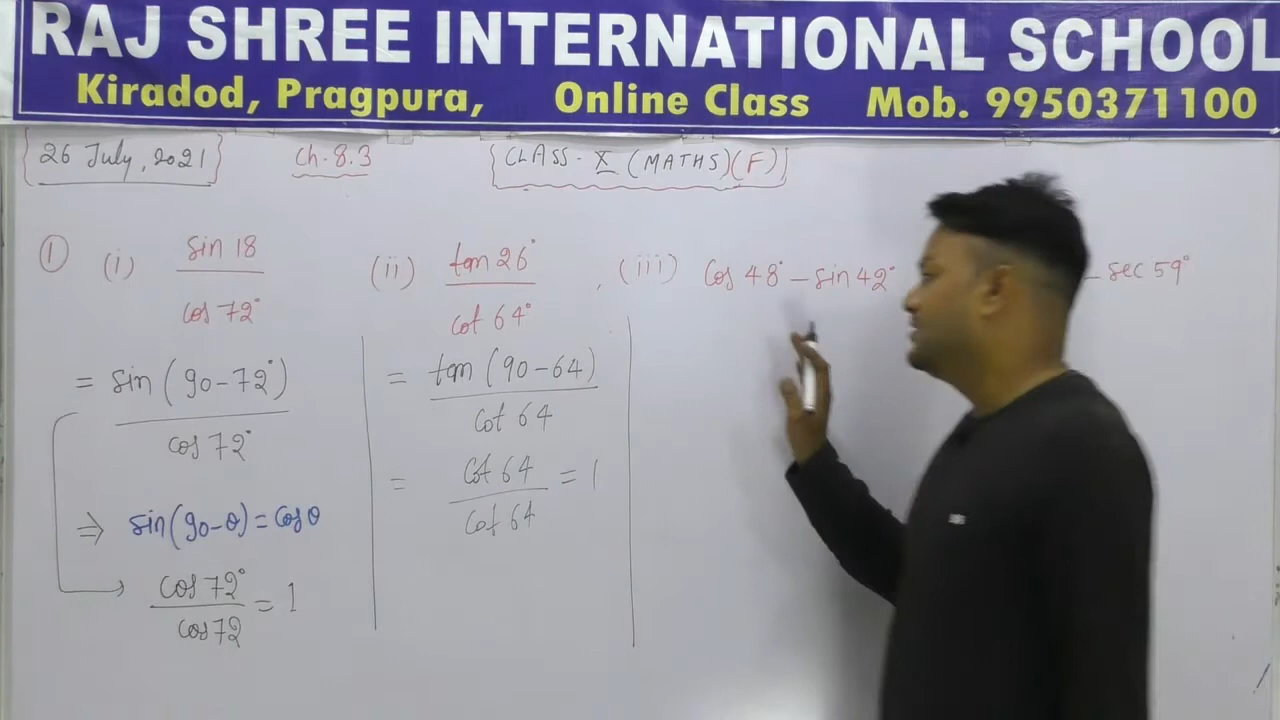 RAJ SHREE INTERNATIONAL SCHOOL
Kiradod, Pragpura, Online Class Mob. 9950371100
26 July, 2021 Ch-8.3 CLASS- X (MATHS)(F)
① (i) sin 18 / cos 72°
= sin (90-72°) / cos 72°
⇒ sin(90-θ) = cosθ
cos 72° / cos 72 = 1
(ii) tan 26° / cot 64°
= tan (90-64) / cot 64
= cot 64 / cot 64 = 1
(iii) cos 48° - sin 42°
- sec 59°